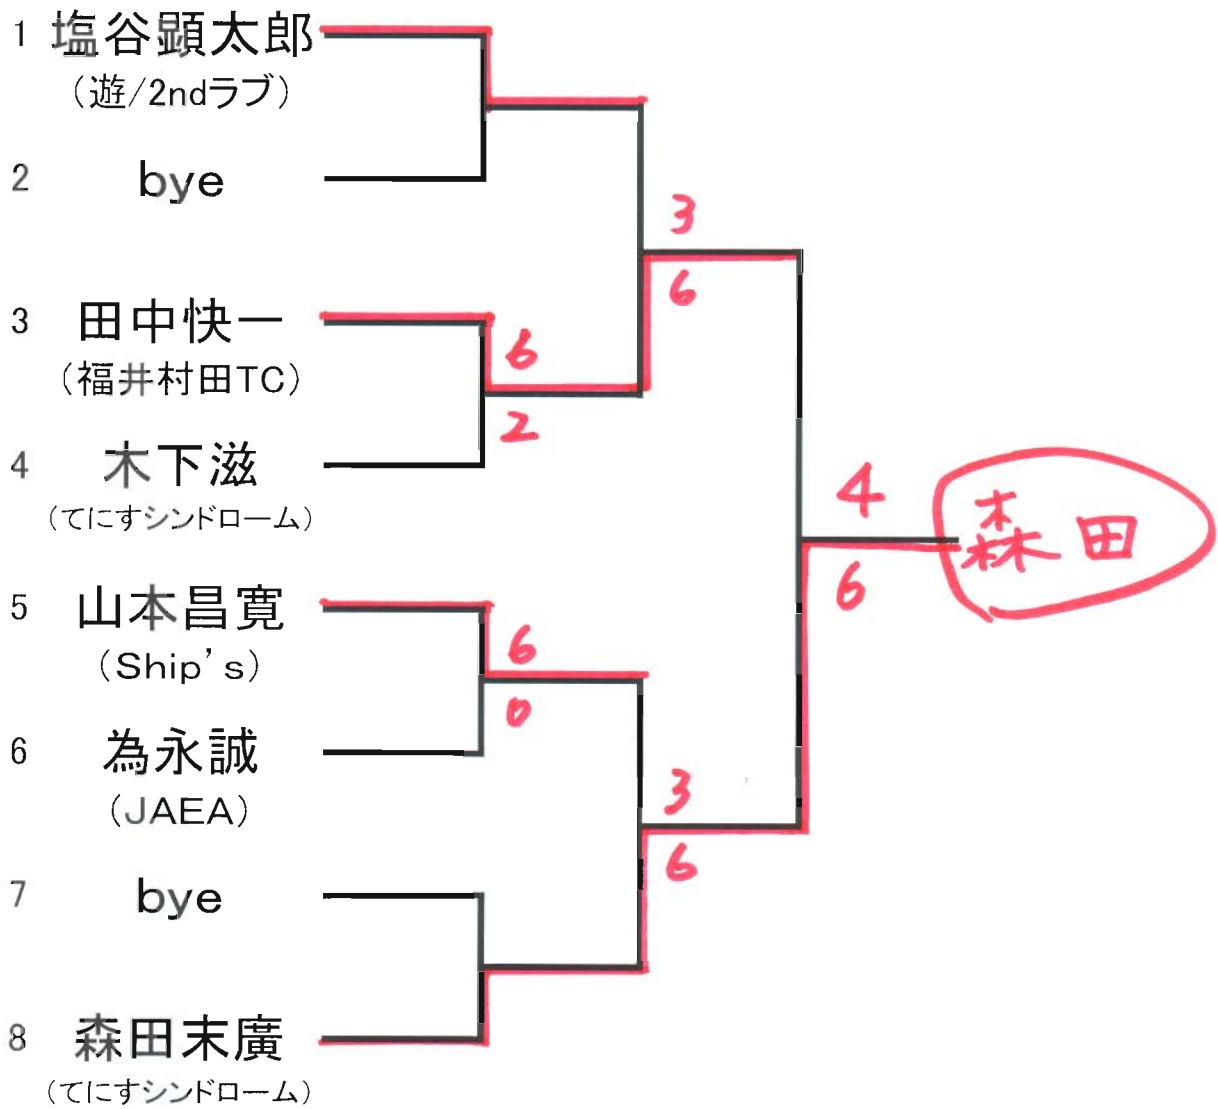 1 塩谷顕太郎
（遊/2ndラブ）
2 bye
3
6
3 田中快一
（福井村田TC）
6
2
4 木下滋
（てにすシンドローム）
4
6
森田
5 山本昌寛
（Ship's）
6
0
6 為永誠
（JAEA）
3
6
7 bye
8 森田末廣
（てにすシンドローム）